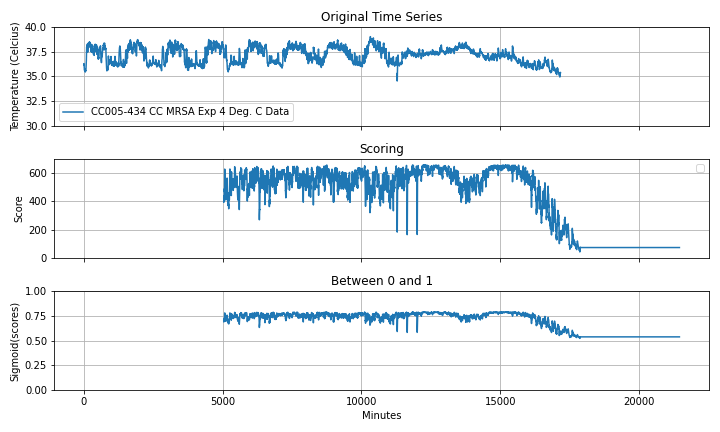 Original Time Series
Temperature (Celcius)
40.0
37.5
35.0
32.5
30.0
CC005-434 CC MRSA Exp 4 Deg. C Data
Scoring
Score
600
400
200
0
Between 0 and 1
Sigmoid(scores)
1.00
0.75
0.50
0.25
0.00
0 5000 10000 15000 20000
Minutes